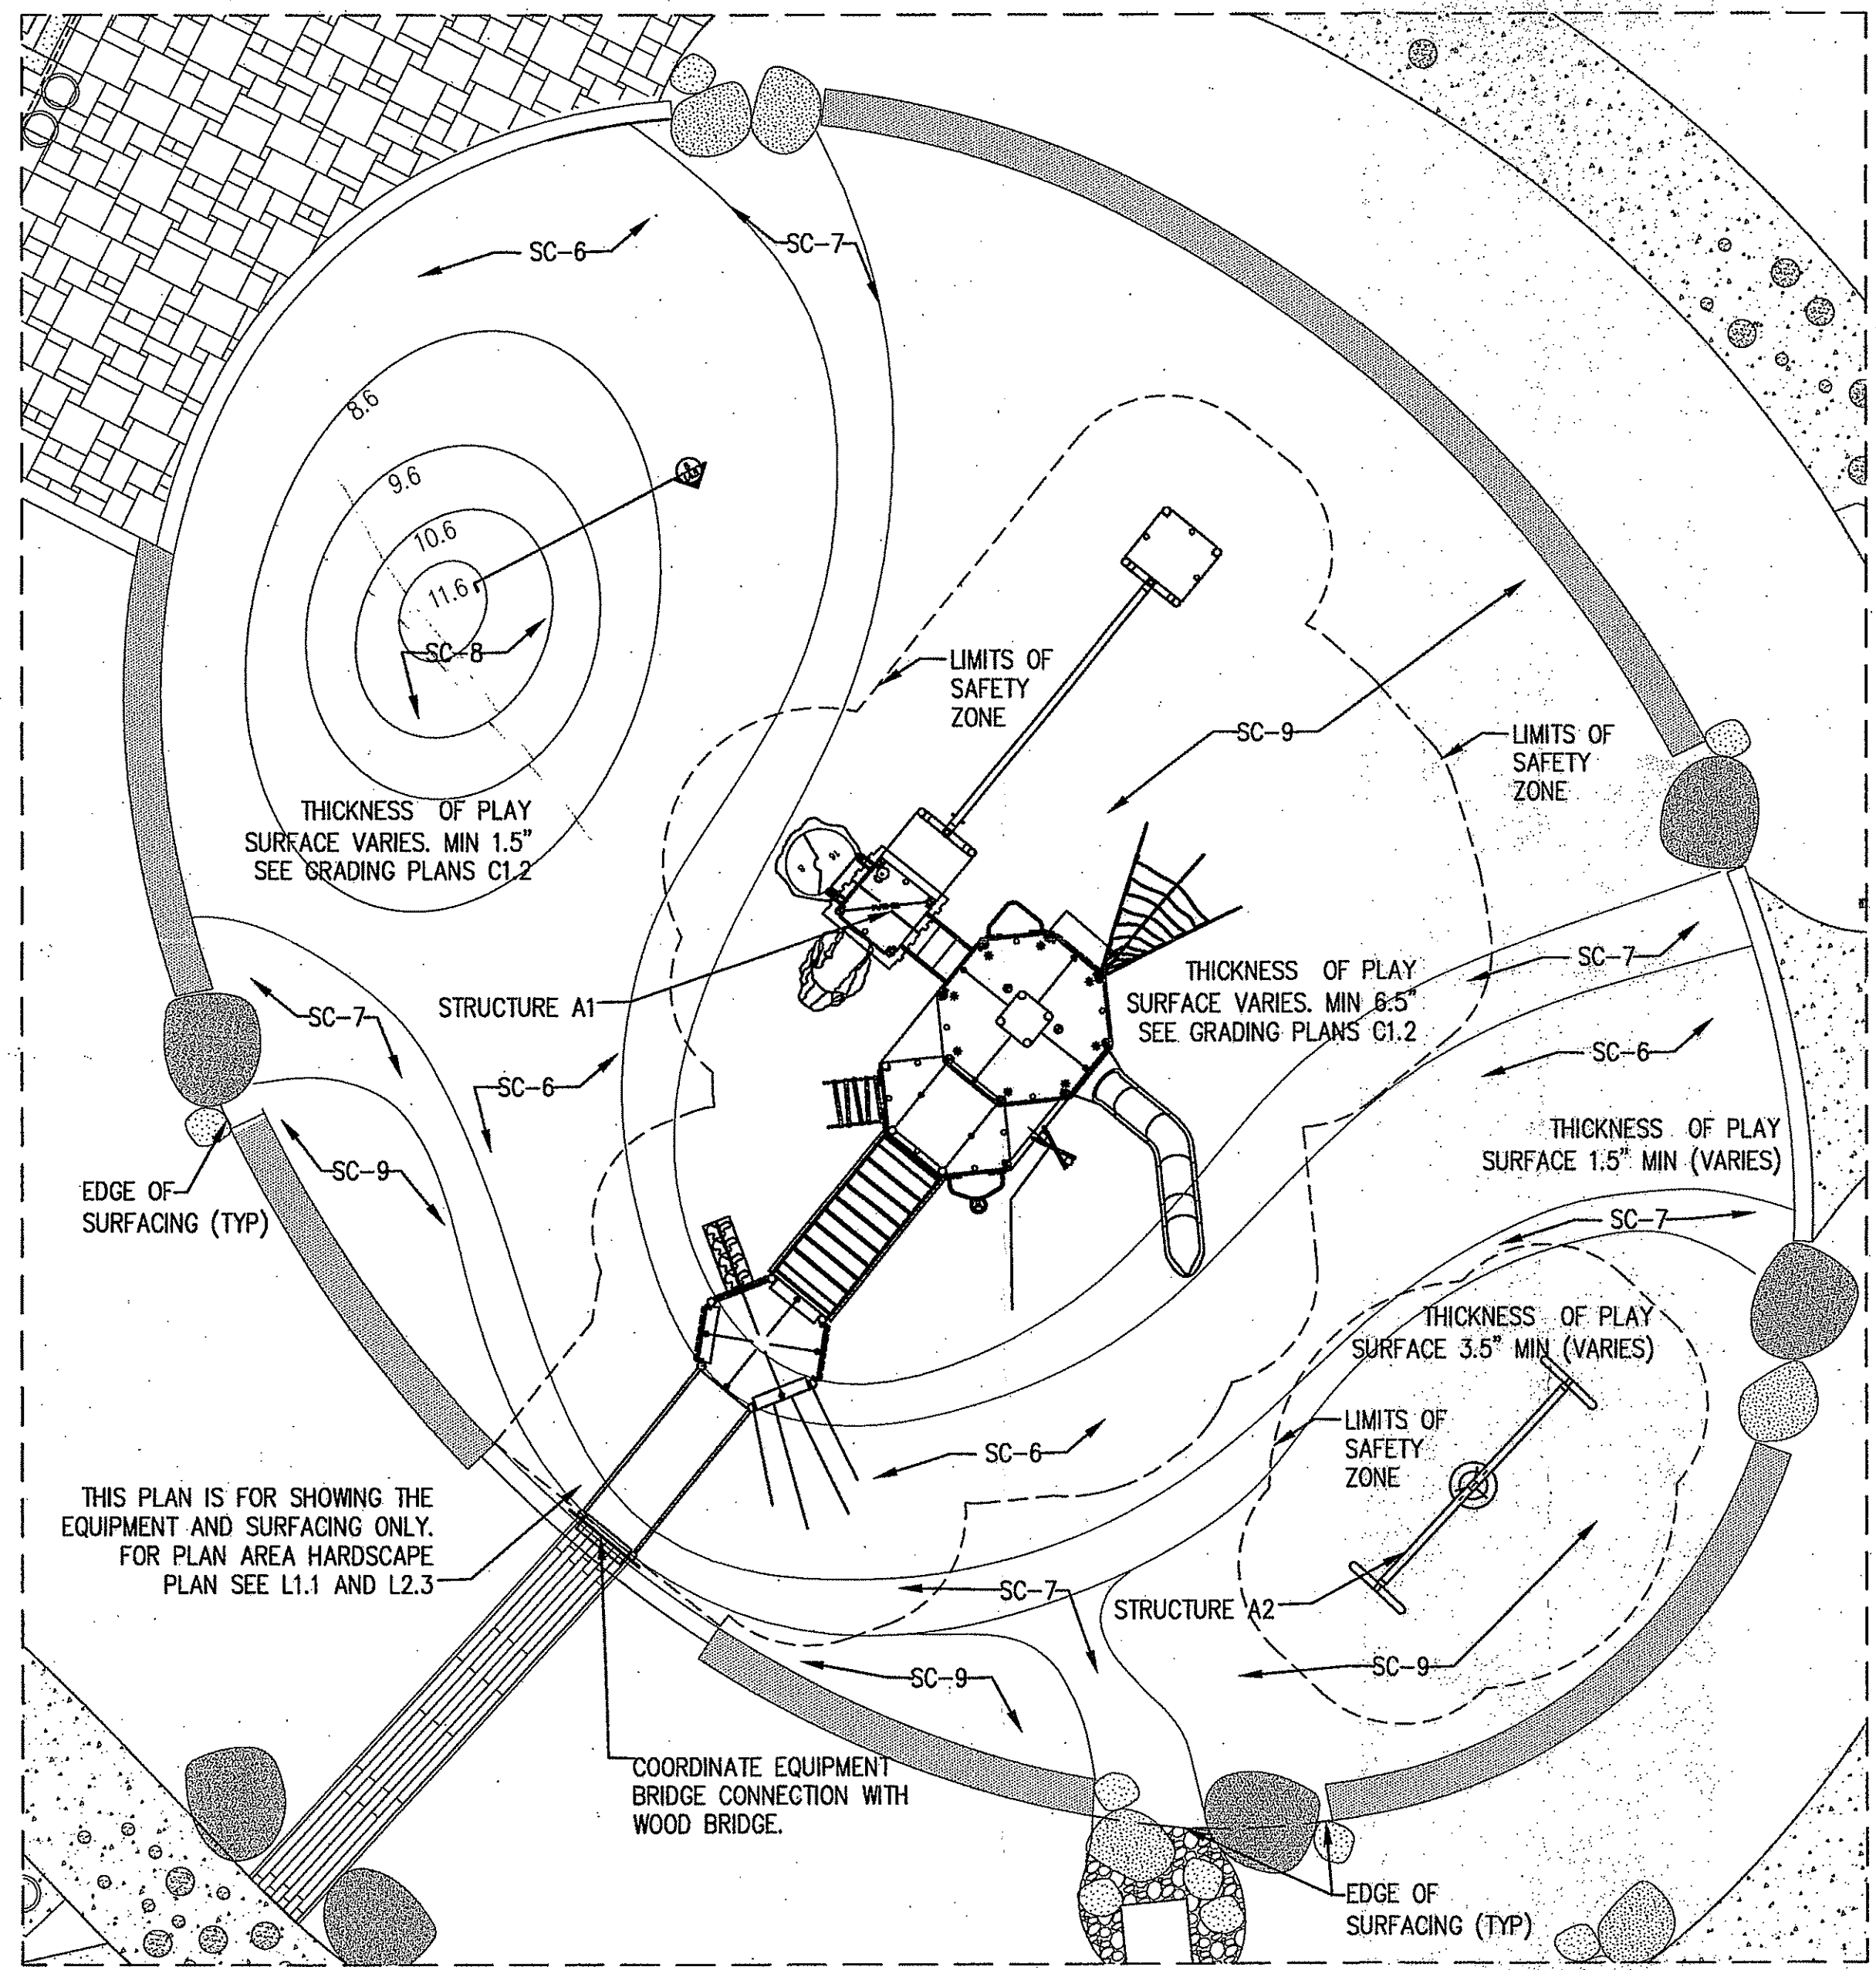 SC-6
SC-7
8.6
9.6
10.6
11.6
SC-8
LIMITS OF
SAFETY
ZONE
SC-9
LIMITS OF
SAFETY
ZONE
THICKNESS OF PLAY
SURFACE VARIES. MIN 1.5"
SEE GRADING PLANS C1.2
STRUCTURE A1
THICKNESS OF PLAY
SURFACE VARIES. MIN 6.5"
SEE GRADING PLANS C1.2
SC-7
SC-7
SC-6
SC-6
THICKNESS OF PLAY
SURFACE 1.5" MIN (VARIES)
SC-9
EDGE OF
SURFACING (TYP)
SC-7
THICKNESS OF PLAY
SURFACE 3.5" MIN (VARIES)
LIMITS OF
SAFETY
ZONE
SC-6
THIS PLAN IS FOR SHOWING THE
EQUIPMENT AND SURFACING ONLY.
FOR PLAN AREA HARDSCAPE
PLAN SEE L1.1 AND L2.3
SC-7
STRUCTURE A2
SC-9
SC-9
COORDINATE EQUIPMENT
BRIDGE CONNECTION WITH
WOOD BRIDGE.
EDGE OF
SURFACING (TYP)